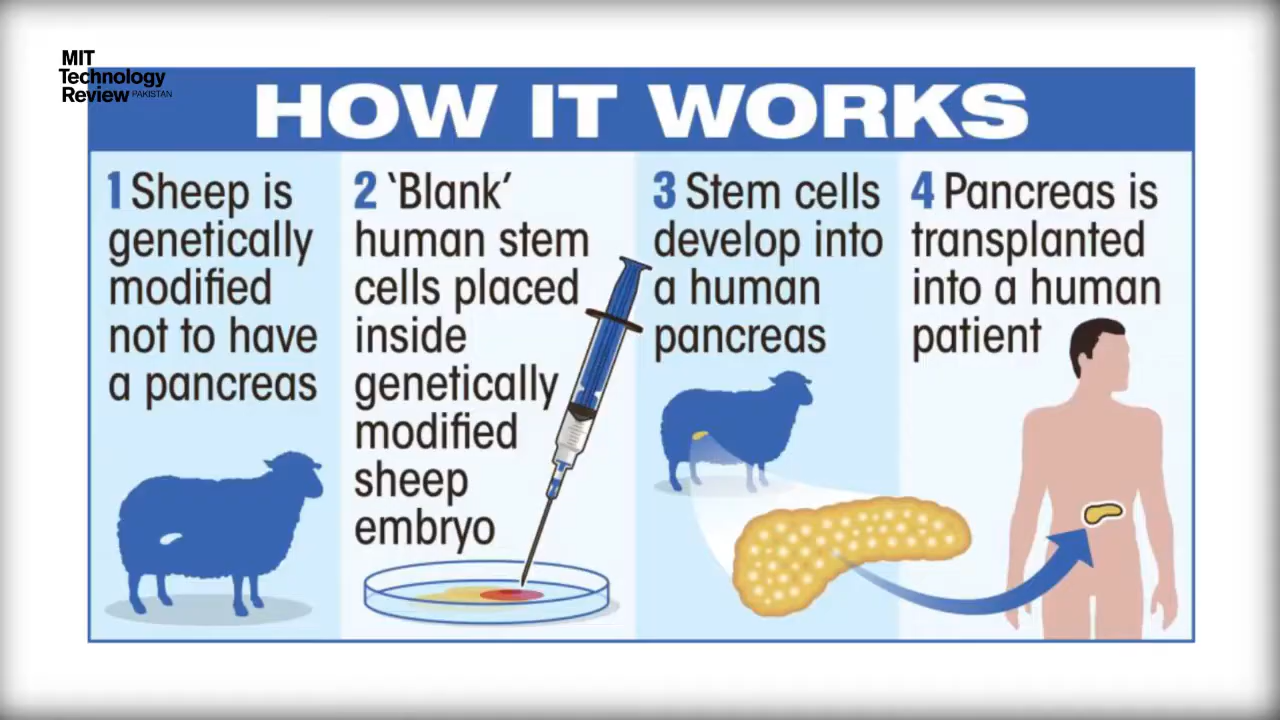 MIT
Technology
Review PAKISTAN
HOW IT WORKS
1 Sheep is
genetically
modified
not to have
a pancreas
2 ‘Blank’
human stem
cells placed
inside
genetically
modified
sheep
embryo
3 Stem cells
develop into
a human
pancreas
4 Pancreas is
transplanted
into a human
patient